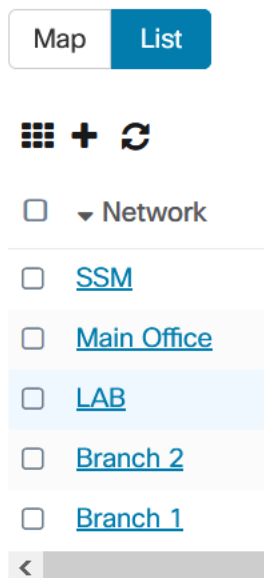 Map List
Network
SSM
Main Office
LAB
Branch 2
Branch 1